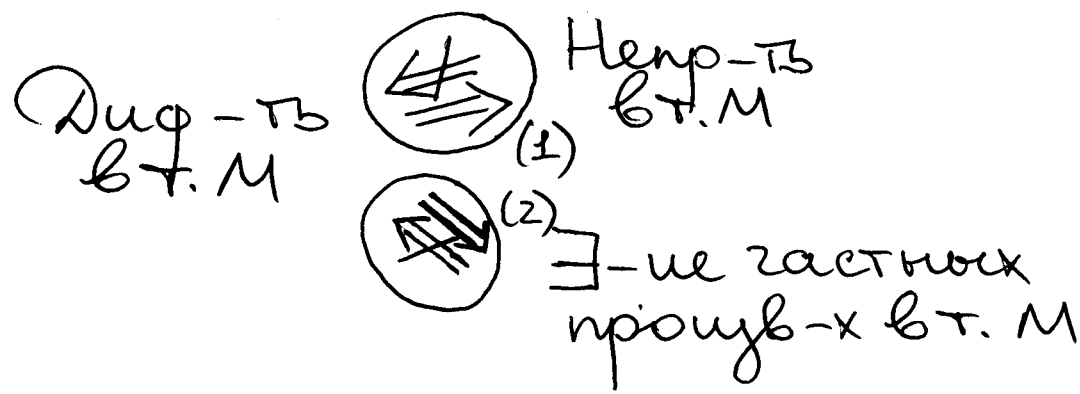 Диф-ть
в т. М
Непр-ть
в т. М
(1)
(2)
∃-ие частных
произв-х в т. М